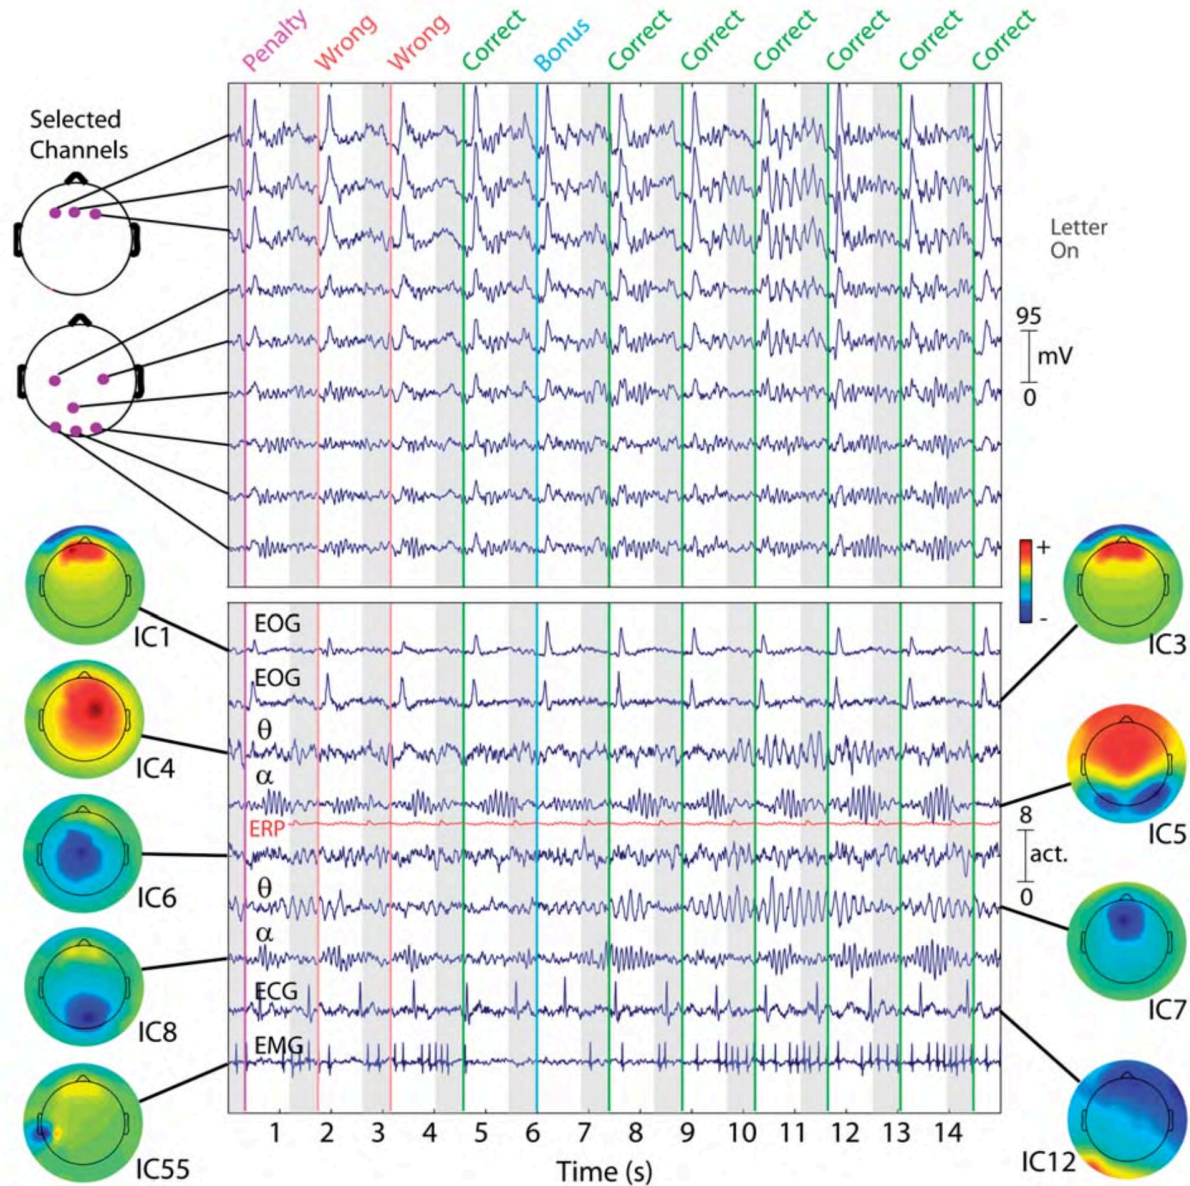 Penalty
Wrong
Wrong
Correct
Bonus
Correct
Correct
Correct
Correct
Correct
Correct
Selected
Channels
Letter
On
95
mV
0
+
-
EOG
IC1
IC3
EOG
θ
IC4
α
8
IC5
ERP
act.
0
θ
IC6
α
IC7
ECG
IC8
EMG
1 2 3 4 5 6 7 8 9 10 11 12 13 14
IC55
Time (s)
IC12